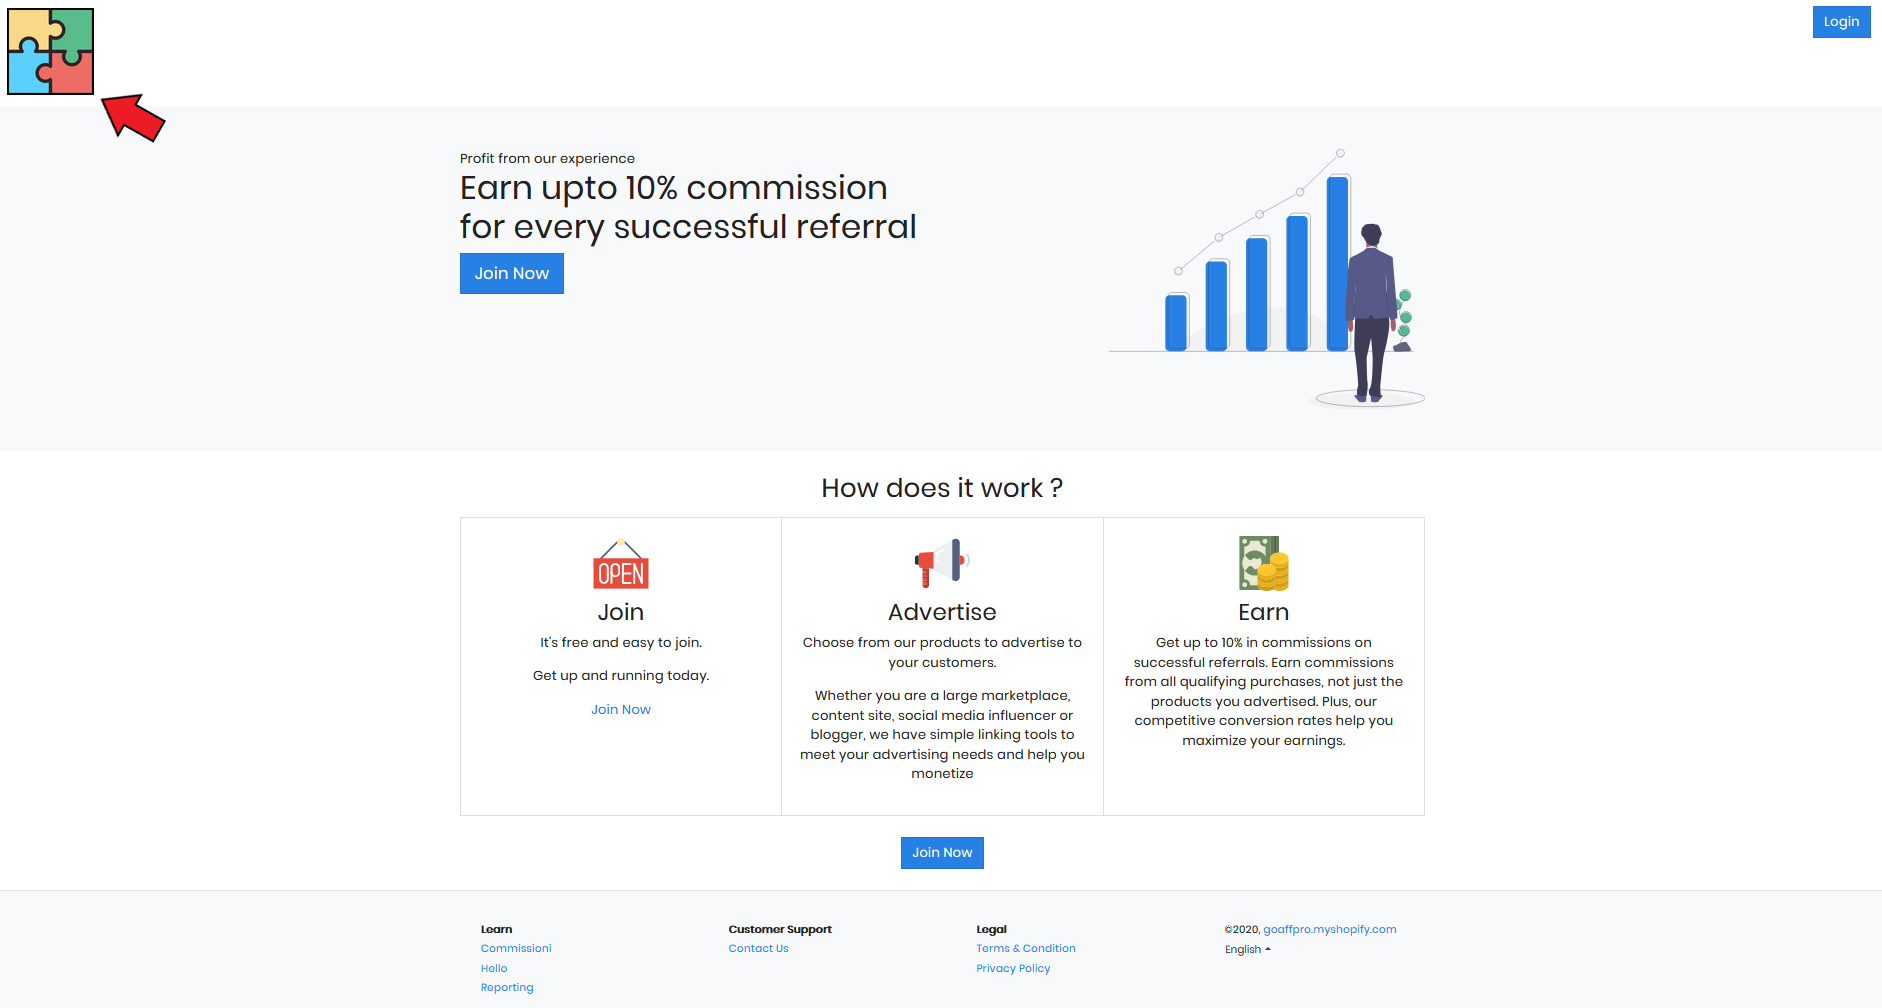 Login
Profit from our experience
Earn upto 10% commission
for every successful referral
Join Now
How does it work ?
OPEN
Join
It's free and easy to join.
Get up and running today.
Join Now
Advertise
Choose from our products to advertise to
your customers.
Whether you are a large marketplace,
content site, social media influencer or
blogger, we have simple linking tools to
meet your advertising needs and help you
monetize
Earn
Get up to 10% in commissions on
successful referrals. Earn commissions
from all qualifying purchases, not just the
products you advertised. Plus, our
competitive conversion rates help you
maximize your earnings.
Join Now
Learn
Commissioni
Hello
Reporting
Customer Support
Contact Us
Legal
Terms & Condition
Privacy Policy
©2020, goaffpro.myshopify.com
English